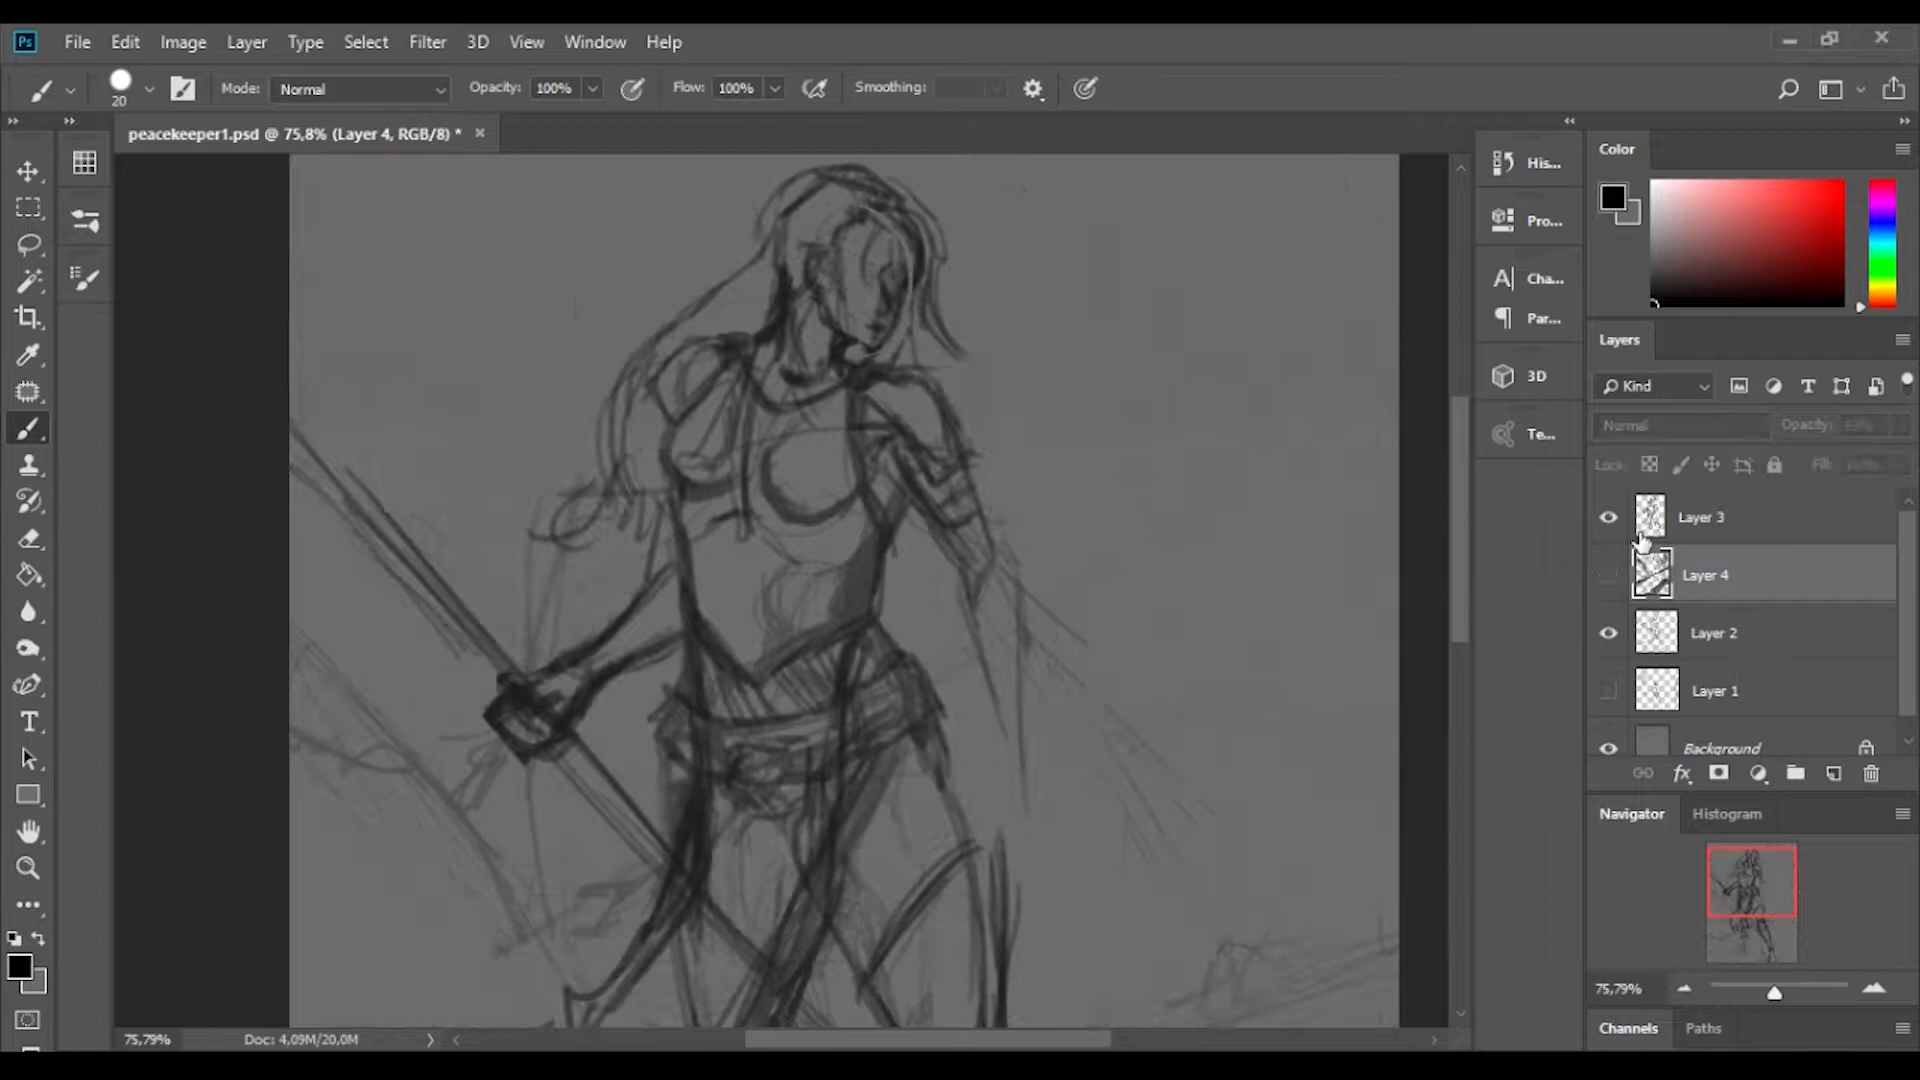 Ps File Edit Image Layer Type Select Filter 3D View Window Help
20 Mode: Normal Opacity: 100% Flow: 100% Smoothing:
peacekeeper1.psd @ 75,8% (Layer 4, RGB/8) *
His...
Pro...
Cha...
Par...
3D
Te...
Color
Layers
Kind
Normal Opacity:
Lock: Fill:
Layer 3
Layer 4
Layer 2
Layer 1
Background
Navigator Histogram
75,79%
Channels Paths
75,79% Doc: 4,09M/20,0M